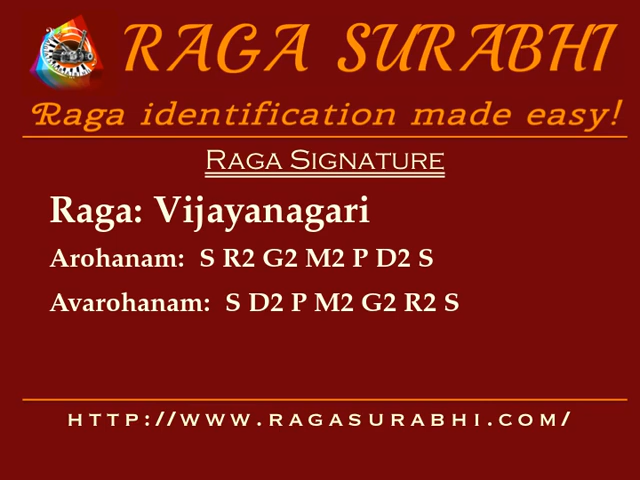 RAGA SURABHI
Raga identification made easy!
RAGA SIGNATURE
Raga: Vijayanagari
Arohanam: S R2 G2 M2 P D2 S
Avarohanam: S D2 P M2 G2 R2 S
HTTP://WWW.RAGASURABHI.COM/